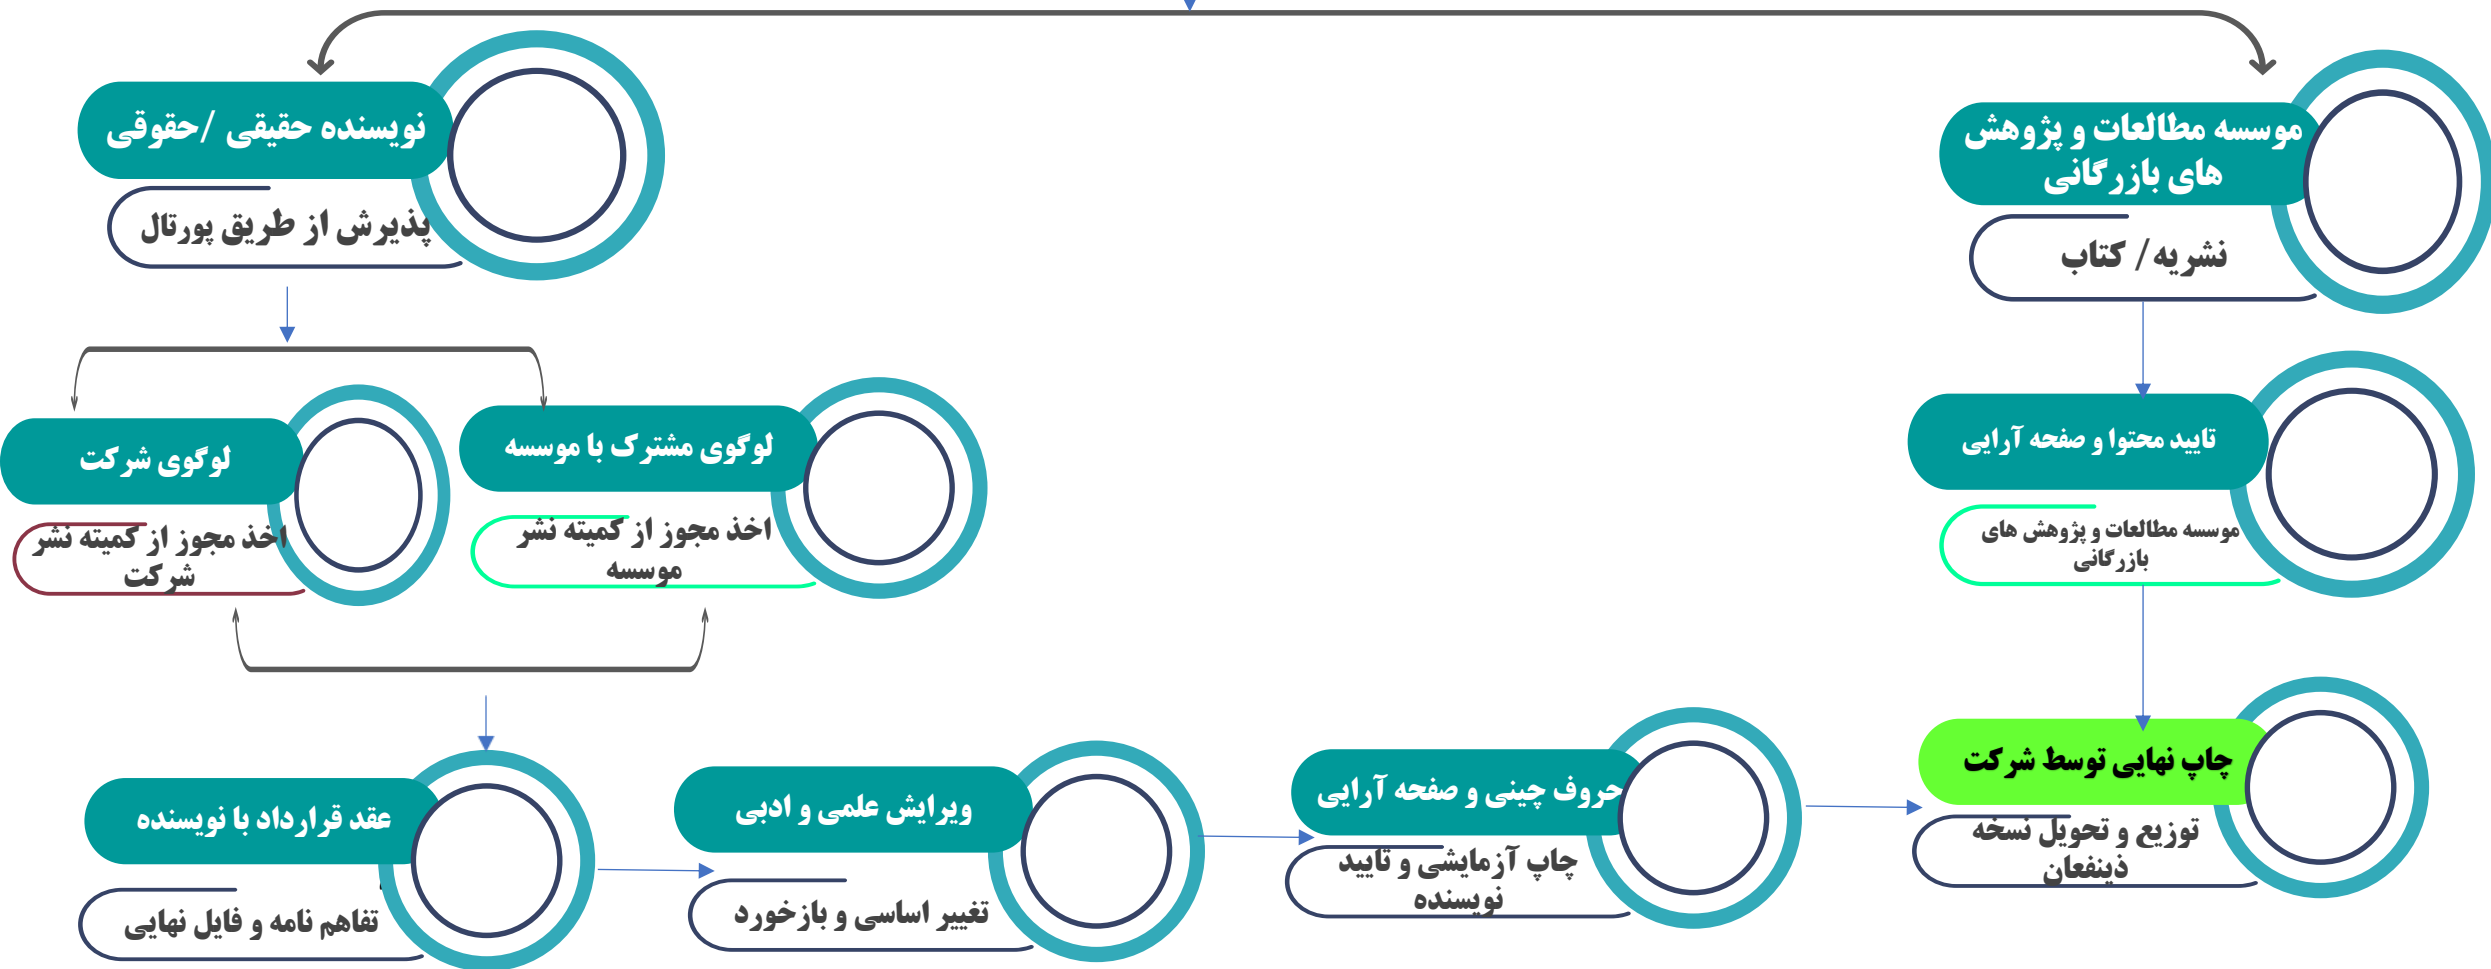 موسسه مطالعات و پژوهش
های بازرگانی
نشریه/ کتاب
نویسنده حقیقی /حقوقی
پذیرش از طریق پورتال
تایید محتوا و صفحه آرایی
موسسه مطالعات و پژوهش های
بازرگانی
لوگوی مشترک با موسسه
اخذ مجوز از کمیته نشر
موسسه
لوگوی شرکت
اخذ مجوز از کمیته نشر
شرکت
عقد قرارداد با نویسنده
تفاهم نامه و فایل نهایی
ویرایش علمی و ادبی
تغییر اساسی و بازخورد
حروف چینی و صفحه آرایی
چاپ آزمایشی و تایید
نویسنده
چاپ نهایی توسط شرکت
توزیع و تحویل نسخه
ذینفعان